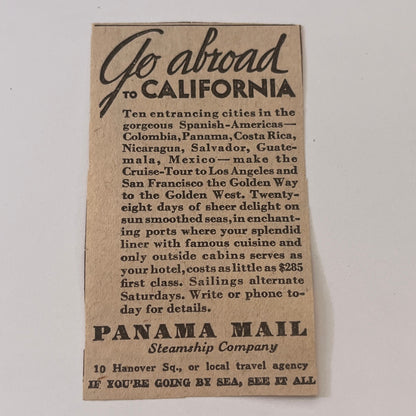 Go abroad
TO CALIFORNIA
Ten entrancing cities in the
gorgeous Spanish-Americas—
Colombia, Panama, Costa Rica,
Nicaragua, Salvador, Guate-
mala, Mexico—make the
Cruise-Tour to Los Angeles and
San Francisco the Golden Way
to the Golden West. Twenty-
eight days of sheer delight on
sun smoothed seas, in enchant-
ing ports where your splendid
liner with famous cuisine and
only outside cabins serves as
your hotel, costs as little as $285
first class. Sailings alternate
Saturdays. Write or phone to-
day for details.
PANAMA MAIL
Steamship Company
10 Hanover Sq., or local travel agency
IF YOU'RE GOING BY SEA, SEE IT ALL